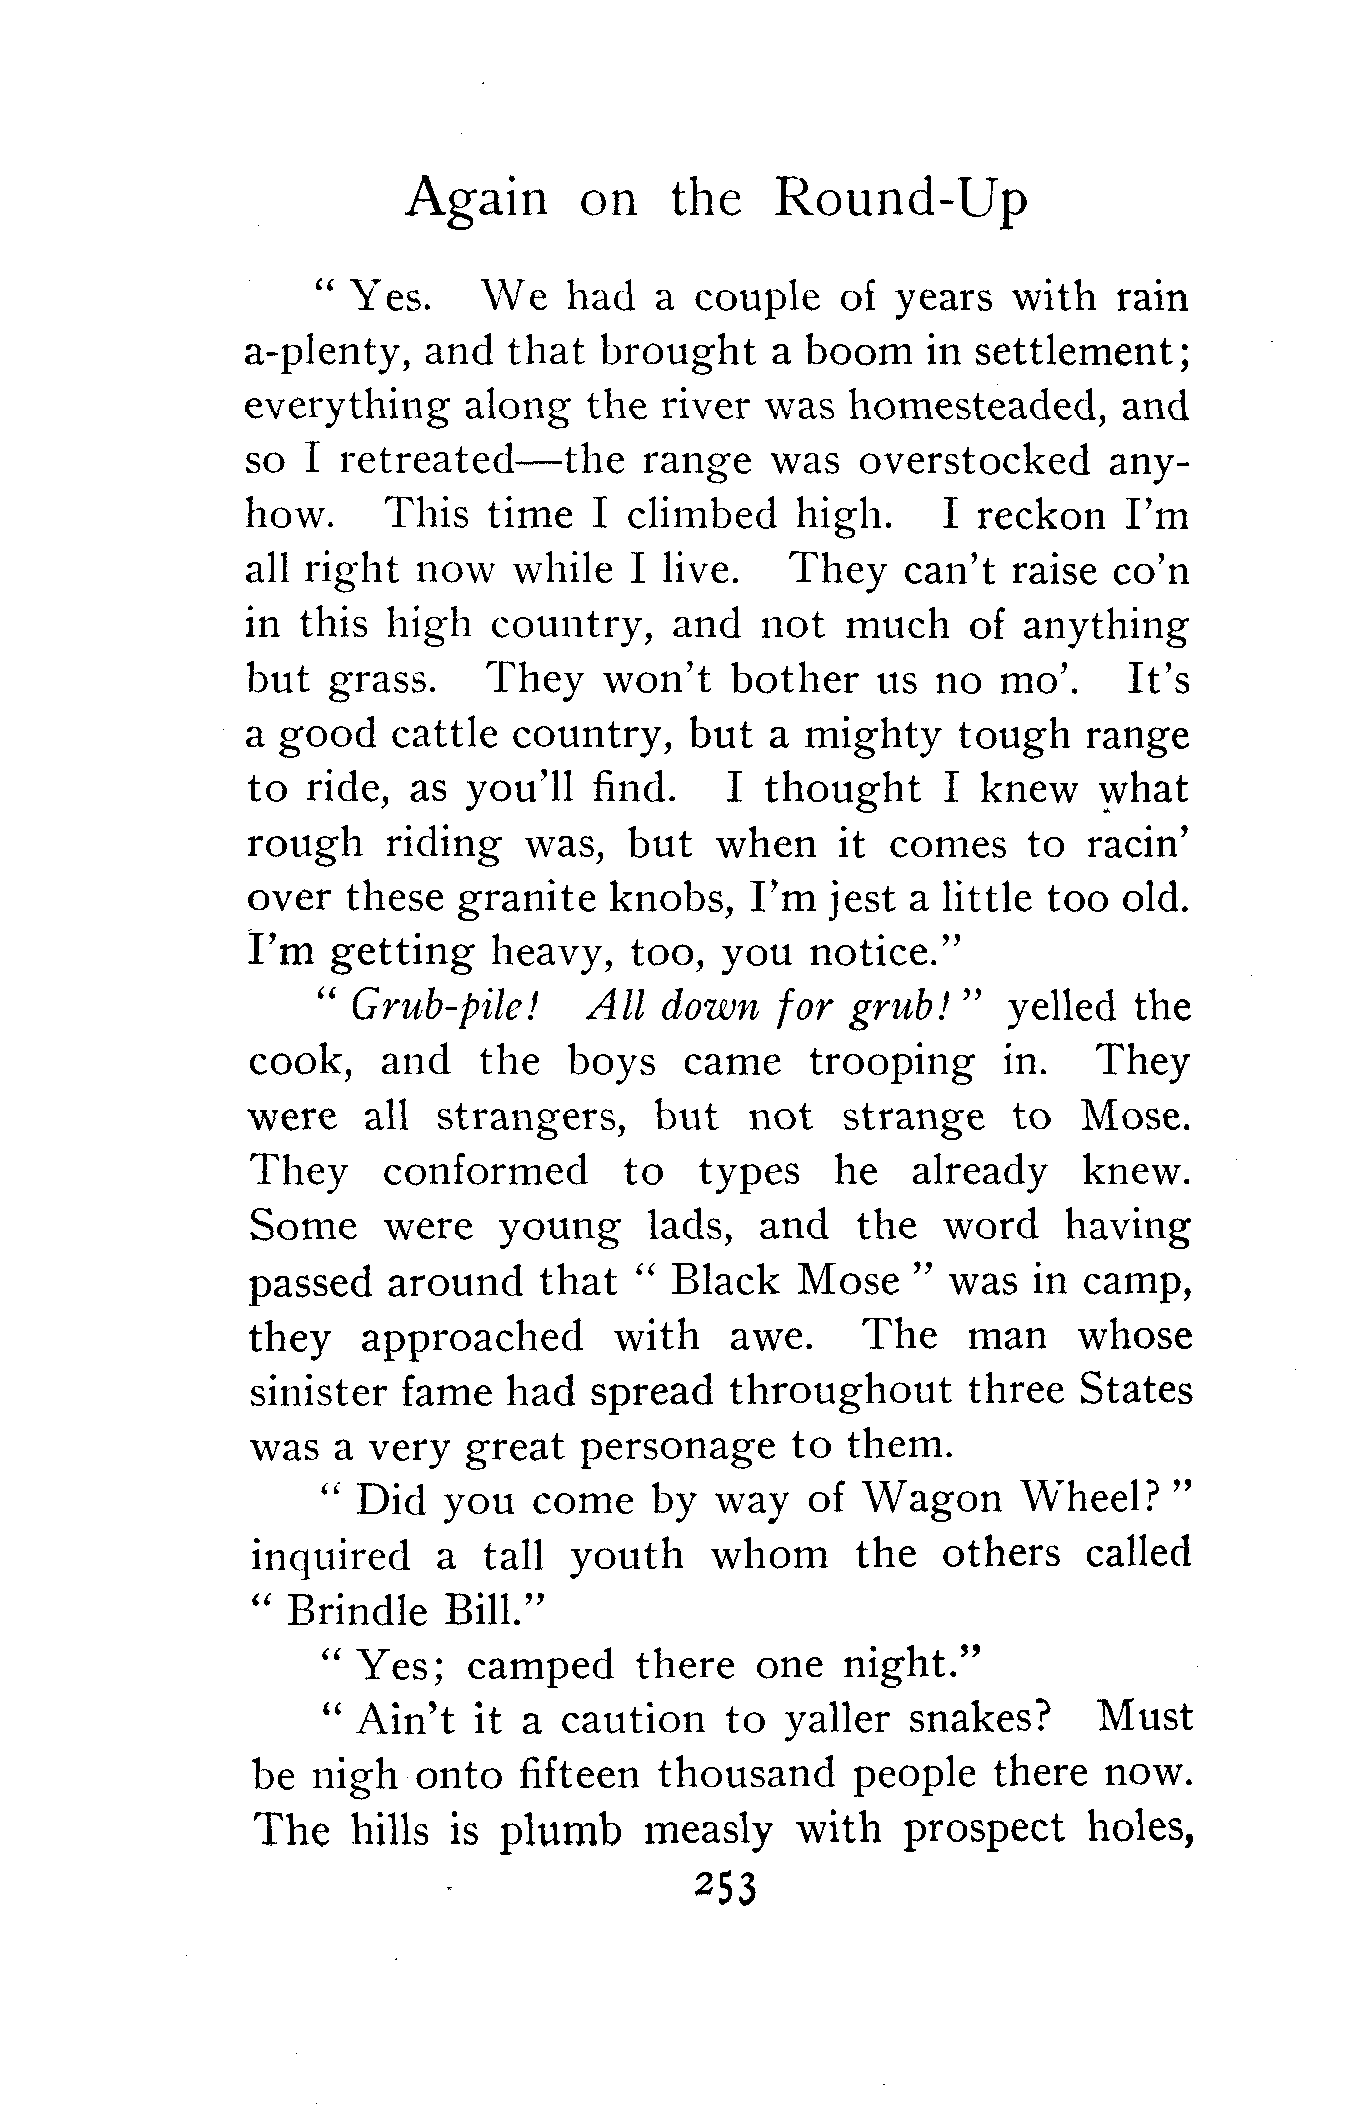 Again on the Round-Up
“ Yes. We had a couple of years with rain
a-plenty, and that brought a boom in settlement;
everything along the river was homesteaded, and
so I retreated—the range was overstocked any-
how. This time I climbed high. I reckon I’m
all right now while I live. They can’t raise co’n
in this high country, and not much of anything
but grass. They won’t bother us no mo’. It’s
a good cattle country, but a mighty tough range
to ride, as you’ll find. I thought I knew what
rough riding was, but when it comes to racin’
over these granite knobs, I’m jest a little too old.
I’m getting heavy, too, you notice.”
“ Grub-pile! All down for grub! ” yelled the
cook, and the boys came trooping in. They
were all strangers, but not strange to Mose.
They conformed to types he already knew.
Some were young lads, and the word having
passed around that “ Black Mose ” was in camp,
they approached with awe. The man whose
sinister fame had spread throughout three States
was a very great personage to them.
“ Did you come by way of Wagon Wheel? ”
inquired a tall youth whom the others called
“ Brindle Bill.”
“ Yes; camped there one night.”
“ Ain’t it a caution to yaller snakes? Must
be nigh onto fifteen thousand people there now.
The hills is plumb measly with prospect holes,
253